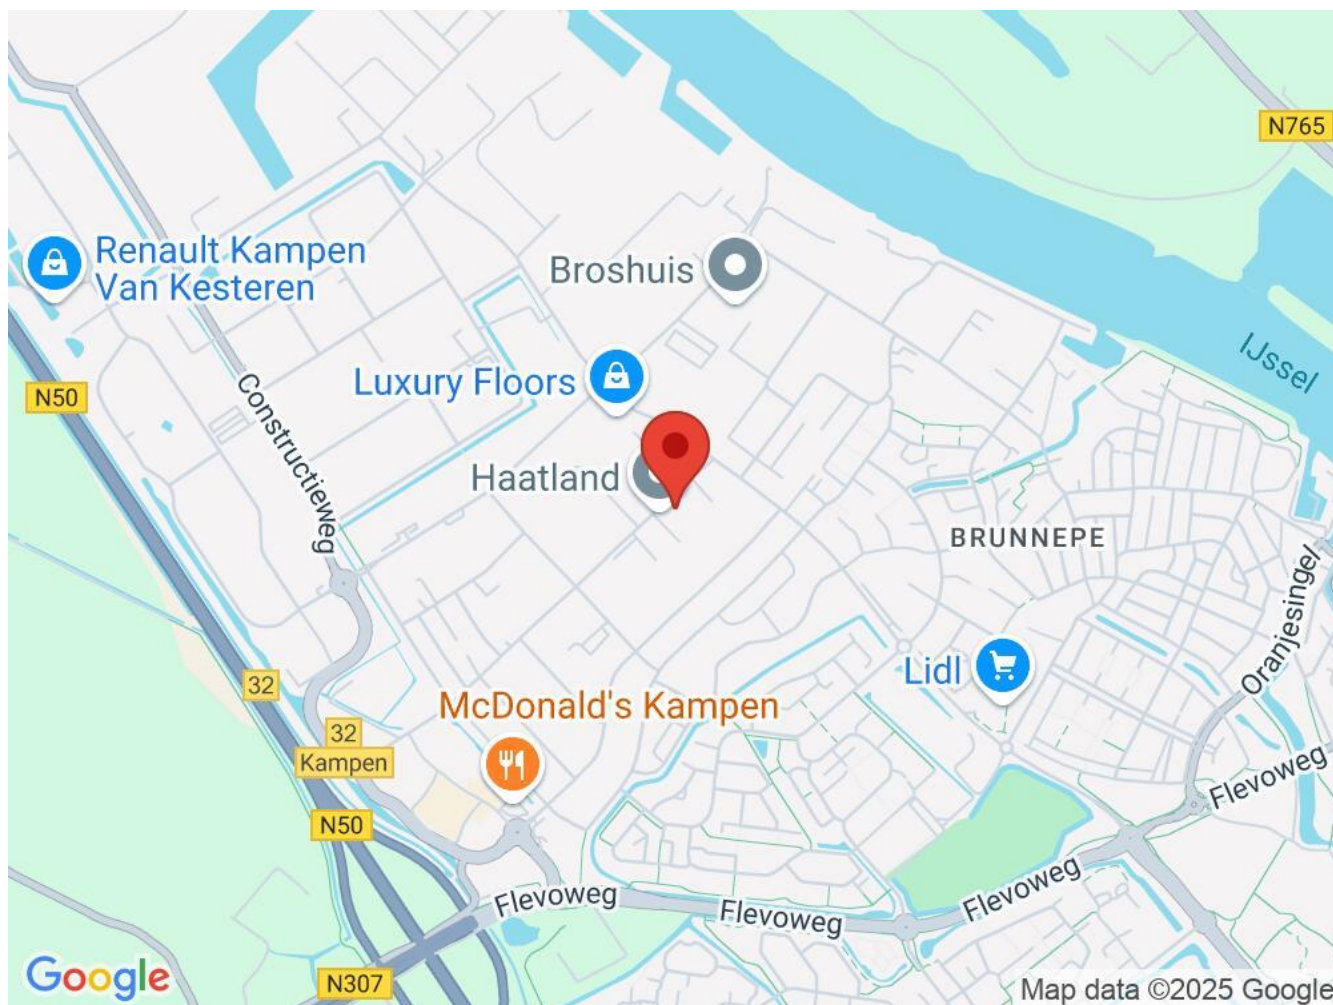 N765
Renault Kampen
Van Kesteren
Broshuis
IJssel
Luxury Floors
N50
Constructieweg
Haatland
BRUNNEPE
Oranjesingel
Lidl
32
McDonald's Kampen
32
Kampen
Flevoweg
N50
Flevoweg
Flevoweg
Flevoweg
Google
N307
Map data ©2025 Google